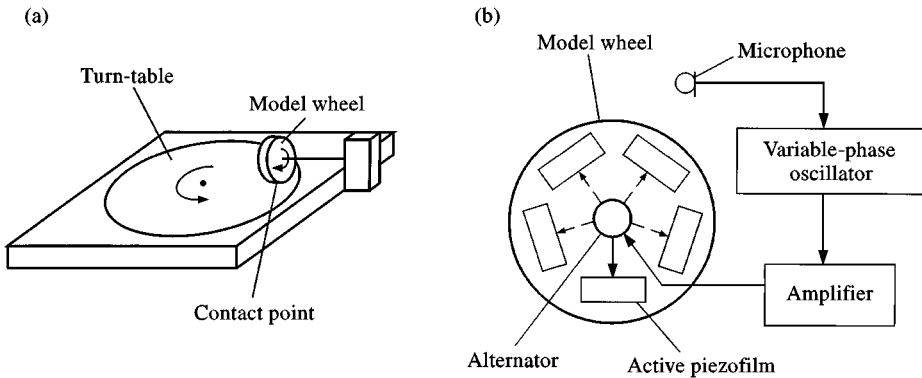 (a)
Turn-table
Model wheel
Contact point
(b)
Model wheel
Microphone
Variable-phase
oscillator
Amplifier
Alternator
Active piezofilm